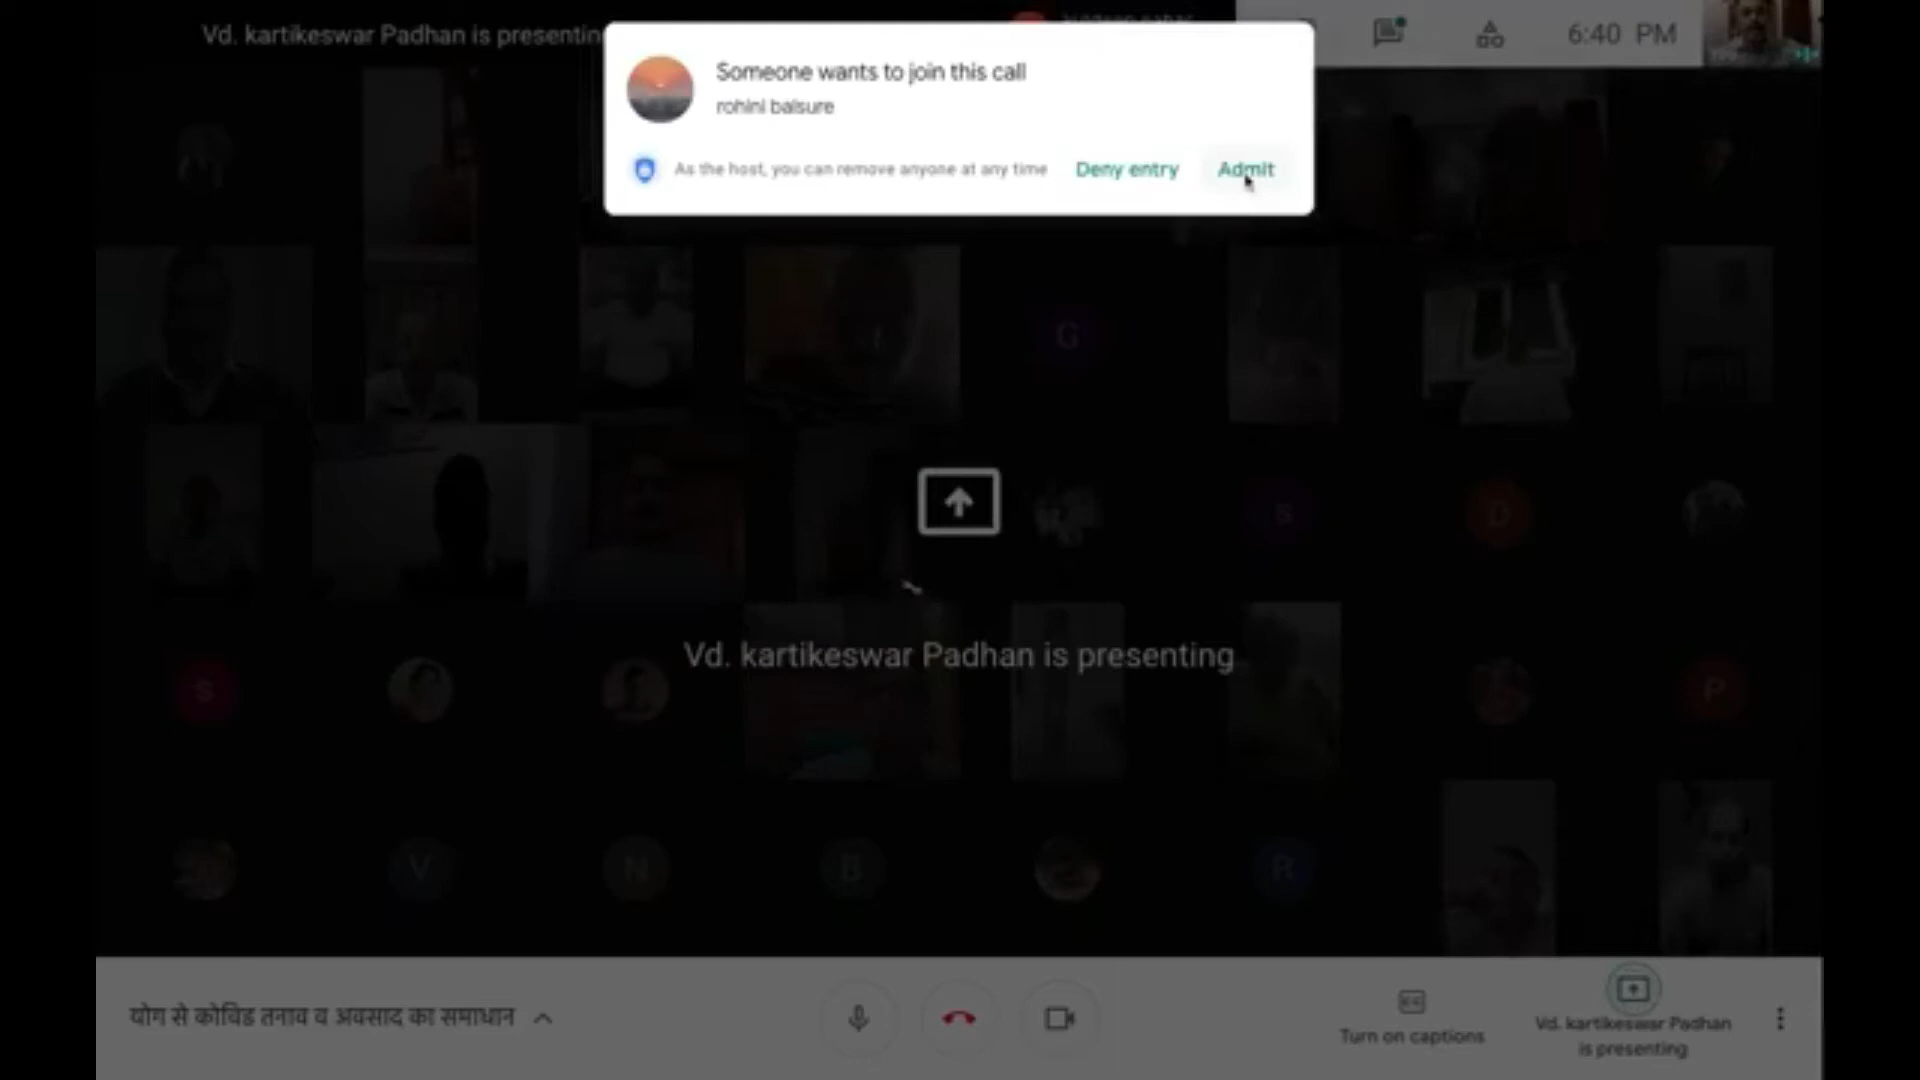 Vd. kartikeswar Padhan is presentin
Someone wants to join this call
rohini balsure
As the host, you can remove anyone at any time
Deny entry
Admit
6:40 PM
G
S
D
Vd. kartikeswar Padhan is presenting
S
P
V
N
B
R
योग से कोविड तनाव व अवसाद का समाधान
Turn on captions
Vd. kartikeswar Padhan
is presenting